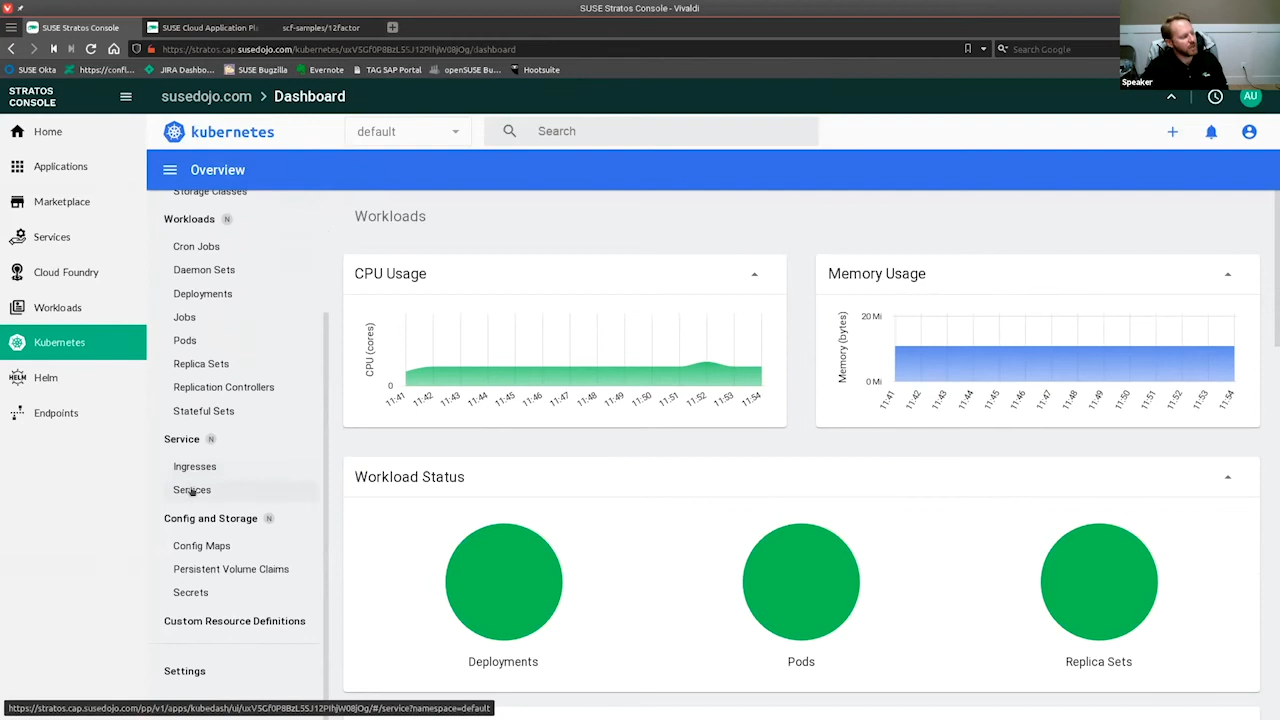 SUSE Stratos Console - Vivaldi
SUSE Stratos Console
SUSE Cloud Application Pl
scf-samples/12factor
https://stratos.cap.susedojo.com/kubernetes/uxV5Gf0P8BzL55J12PIhjW08jOg/dashboard
Search Google
SUSE Okta
https://confl...
JIRA Dashbo...
SUSE Bugzilla
Evernote
TAG SAP Portal
openSUSE Bu...
Hootsuite
Speaker
STRATOS
CONSOLE
susedojo.com > Dashboard
AU
Home
Applications
Marketplace
Services
Cloud Foundry
Workloads
Kubernetes
HELM
Helm
Endpoints
kubernetes
default
Search
Overview
Storage Classes
Workloads N
Cron Jobs
Daemon Sets
Deployments
Jobs
Pods
Replica Sets
Replication Controllers
Stateful Sets
Service N
Ingresses
Services
Config and Storage N
Config Maps
Persistent Volume Claims
Secrets
Custom Resource Definitions
Settings
Workloads
CPU Usage
CPU (cores)
0
11:41 11:42 11:43 11:44 11:45 11:46 11:47 11:48 11:49 11:50 11:51 11:52 11:53 11:54
Memory Usage
Memory (bytes)
20 Mi
0 Mi
11:41 11:42 11:43 11:44 11:45 11:46 11:47 11:48 11:49 11:50 11:51 11:52 11:53 11:54
Workload Status
Deployments
Pods
Replica Sets
https://stratos.cap.susedojo.com/pp/v1/apps/kubedash/ui/uxV5Gf0P8BzL55J12PIhjW08jOg/#/service?namespace=default